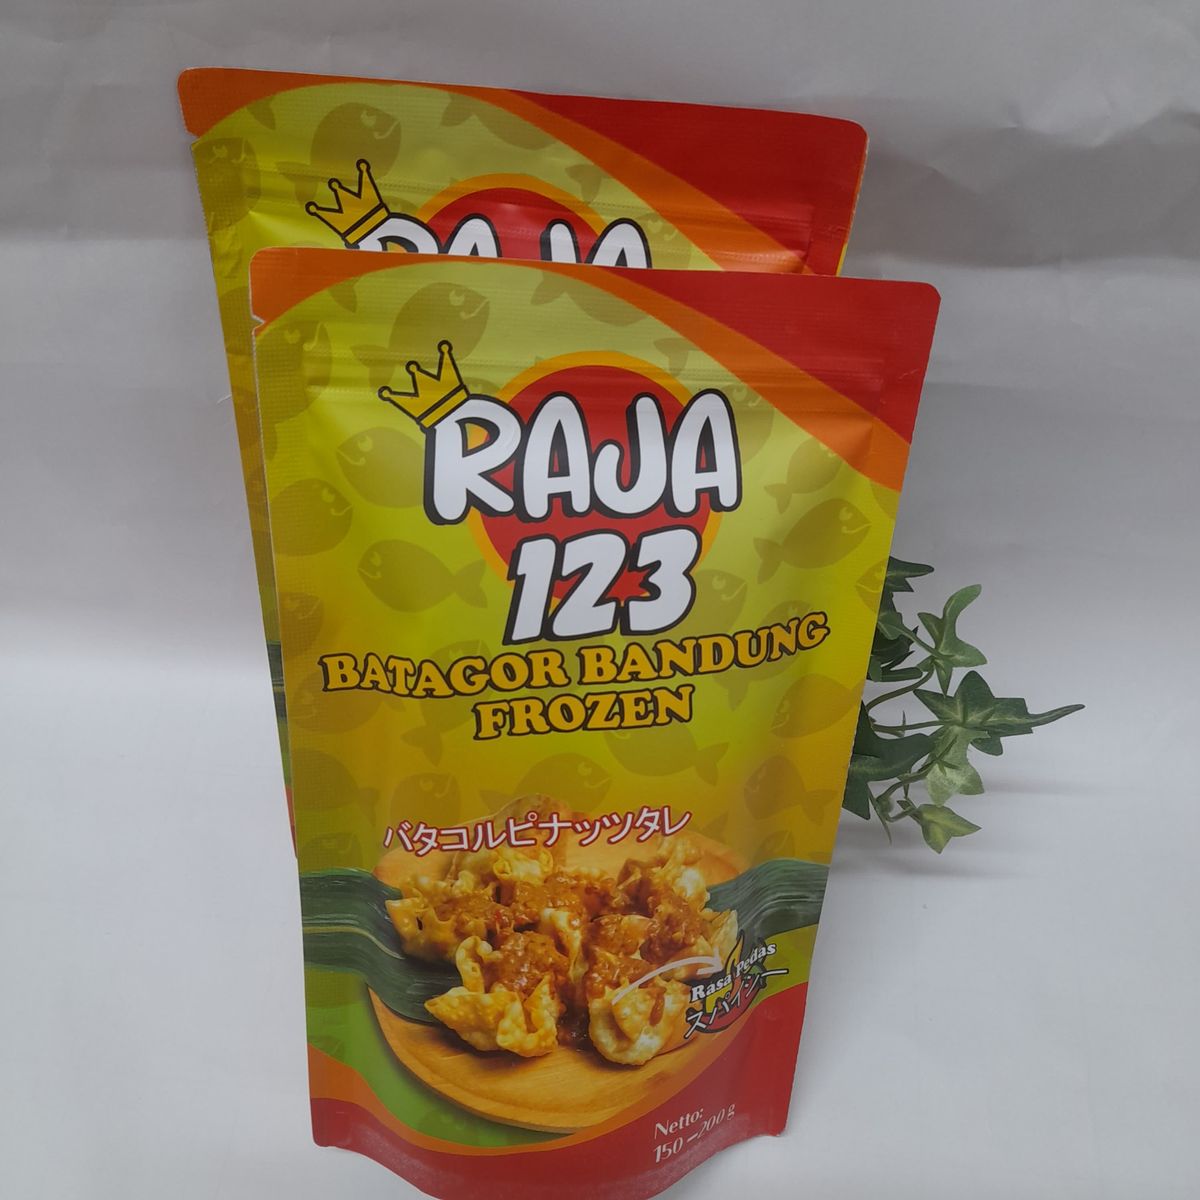 RAJA
RAJA
123
BATAGOR BANDUNG
FROZEN
バタコルピナッツタレ
Rasa Pedas
スパイシー
Netto:
150-200 g